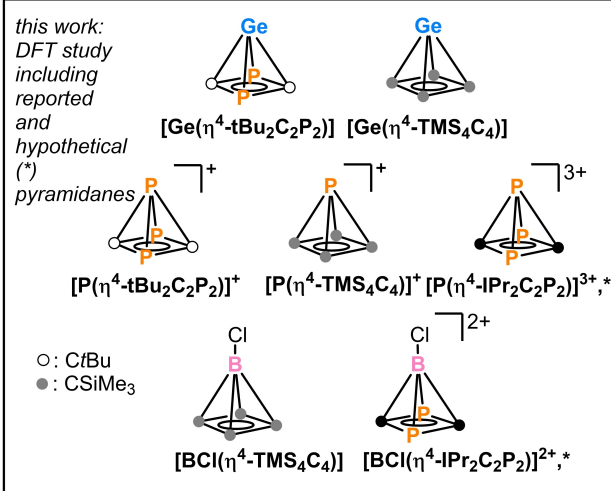 this work:
DFT study
including
reported
and
hypothetical
(*)
pyramidanes
Ge
P
P
[Ge(η⁴-tBu₂C₂P₂)]
Ge
[Ge(η⁴-TMS₄C₄)]
+
P
P
P
[P(η⁴-tBu₂C₂P₂)]⁺
+
P
[P(η⁴-TMS₄C₄)]⁺
3+
P
P
P
[P(η⁴-IPr₂C₂P₂)]³⁺,*
Cl
B
[BCl(η⁴-TMS₄C₄)]
2+
Cl
B
P
P
[BCl(η⁴-IPr₂C₂P₂)]²⁺,*
: CtBu
: CSiMe₃